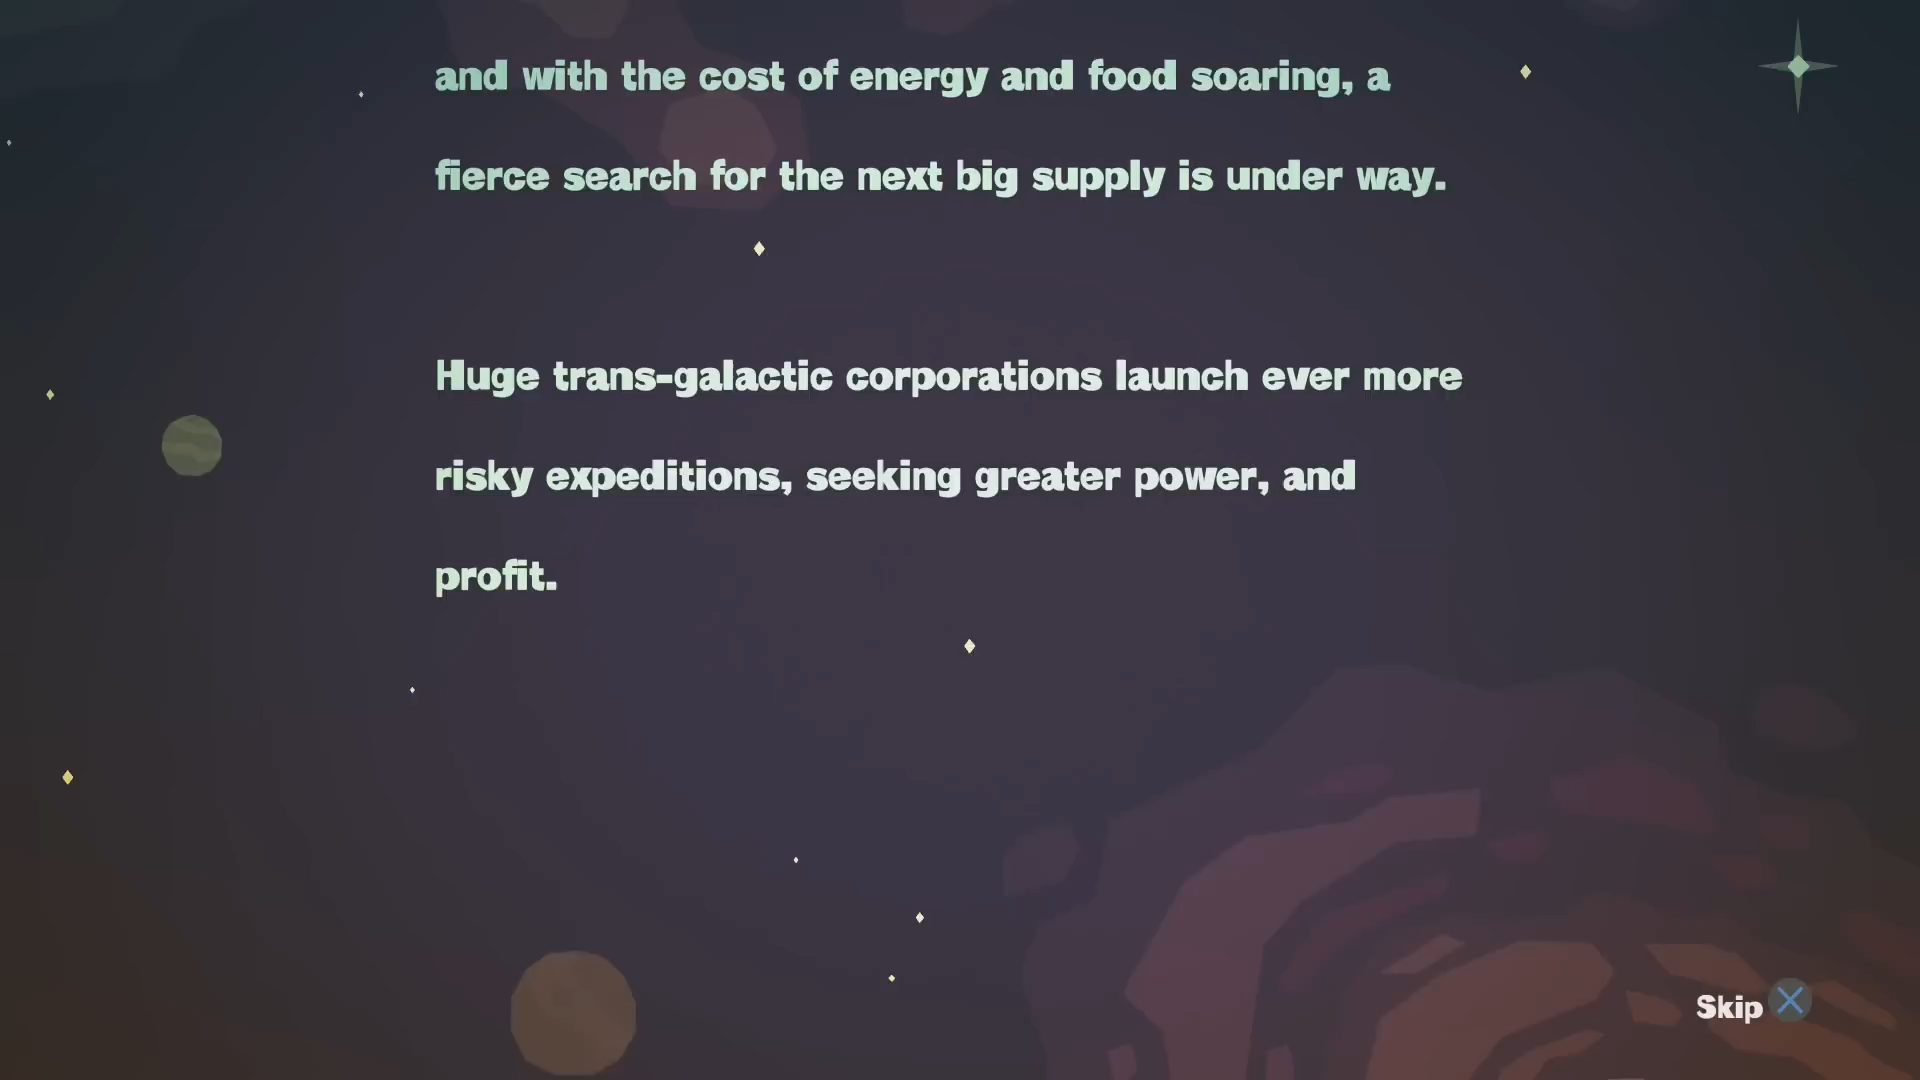 and with the cost of energy and food soaring, a
fierce search for the next big supply is under way.
Huge trans-galactic corporations launch ever more
risky expeditions, seeking greater power, and
profit.
Skip